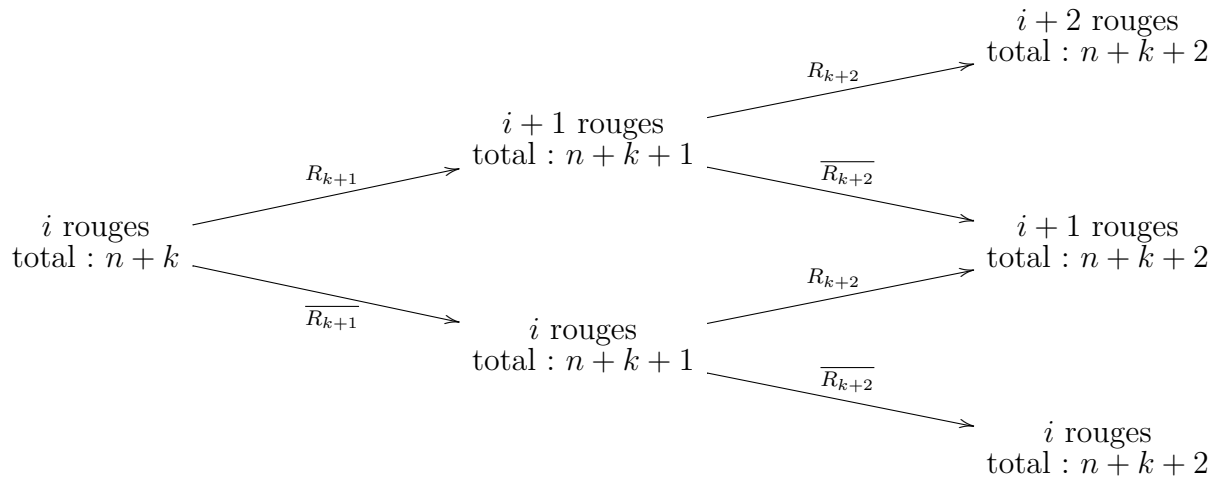 $i + 2$ rouges
total : $n + k + 2$
$R_{k+2}$
$i + 1$ rouges
total : $n + k + 1$
$R_{k+1}$
$\overline{R_{k+2}}$
$i$ rouges
total : $n + k$
$i + 1$ rouges
total : $n + k + 2$
$R_{k+2}$
$\overline{R_{k+1}}$
$i$ rouges
total : $n + k + 1$
$\overline{R_{k+2}}$
$i$ rouges
total : $n + k + 2$